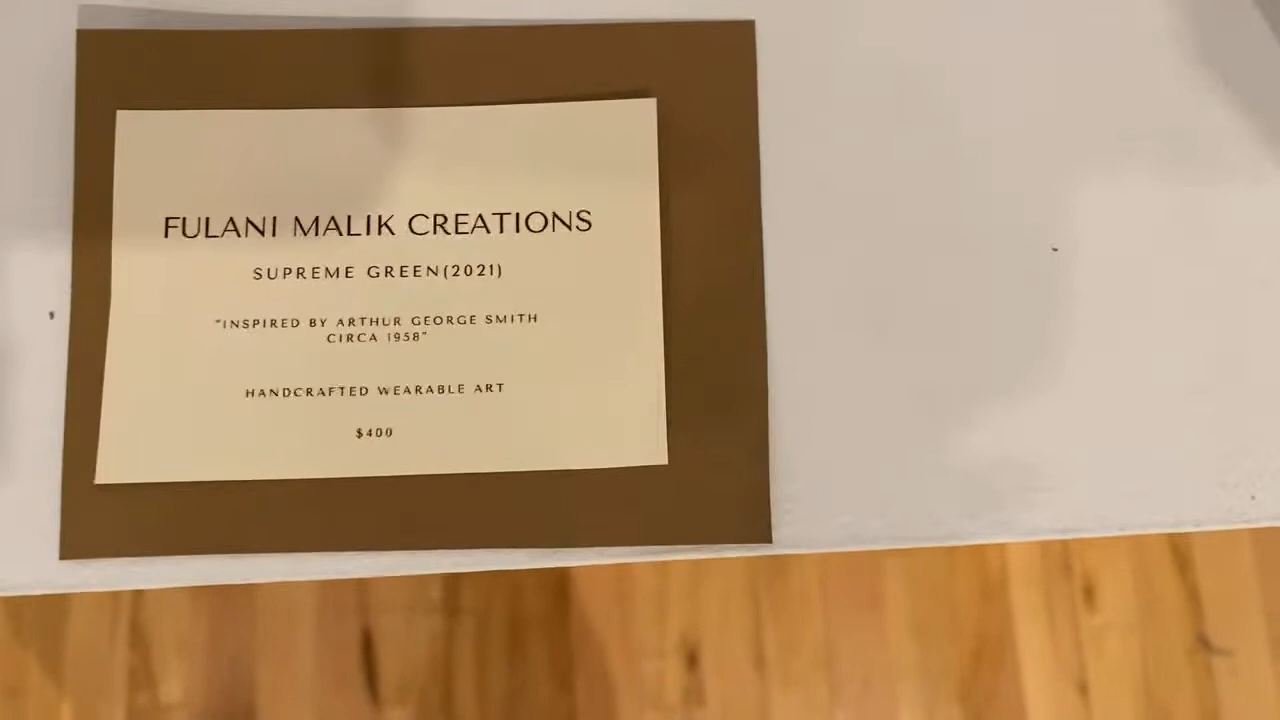 FULANI MALIK CREATIONS
SUPREME GREEN(2021)
"INSPIRED BY ARTHUR GEORGE SMITH
CIRCA 1958"
HANDCRAFTED WEARABLE ART
$400